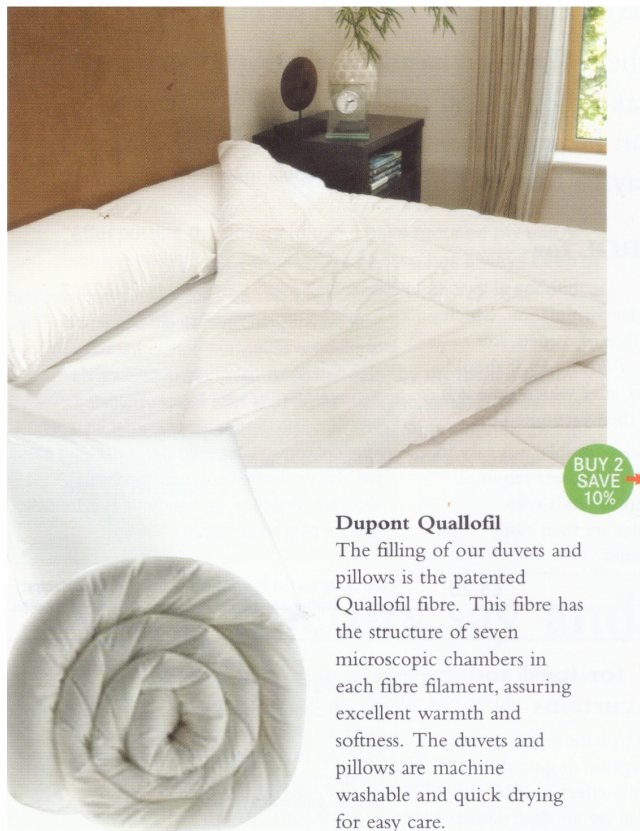 BUY 2
SAVE
10%
Dupont Quallofil
The filling of our duvets and
pillows is the patented
Quallofil fibre. This fibre has
the structure of seven
microscopic chambers in
each fibre filament, assuring
excellent warmth and
softness. The duvets and
pillows are machine
washable and quick drying
for easy care.